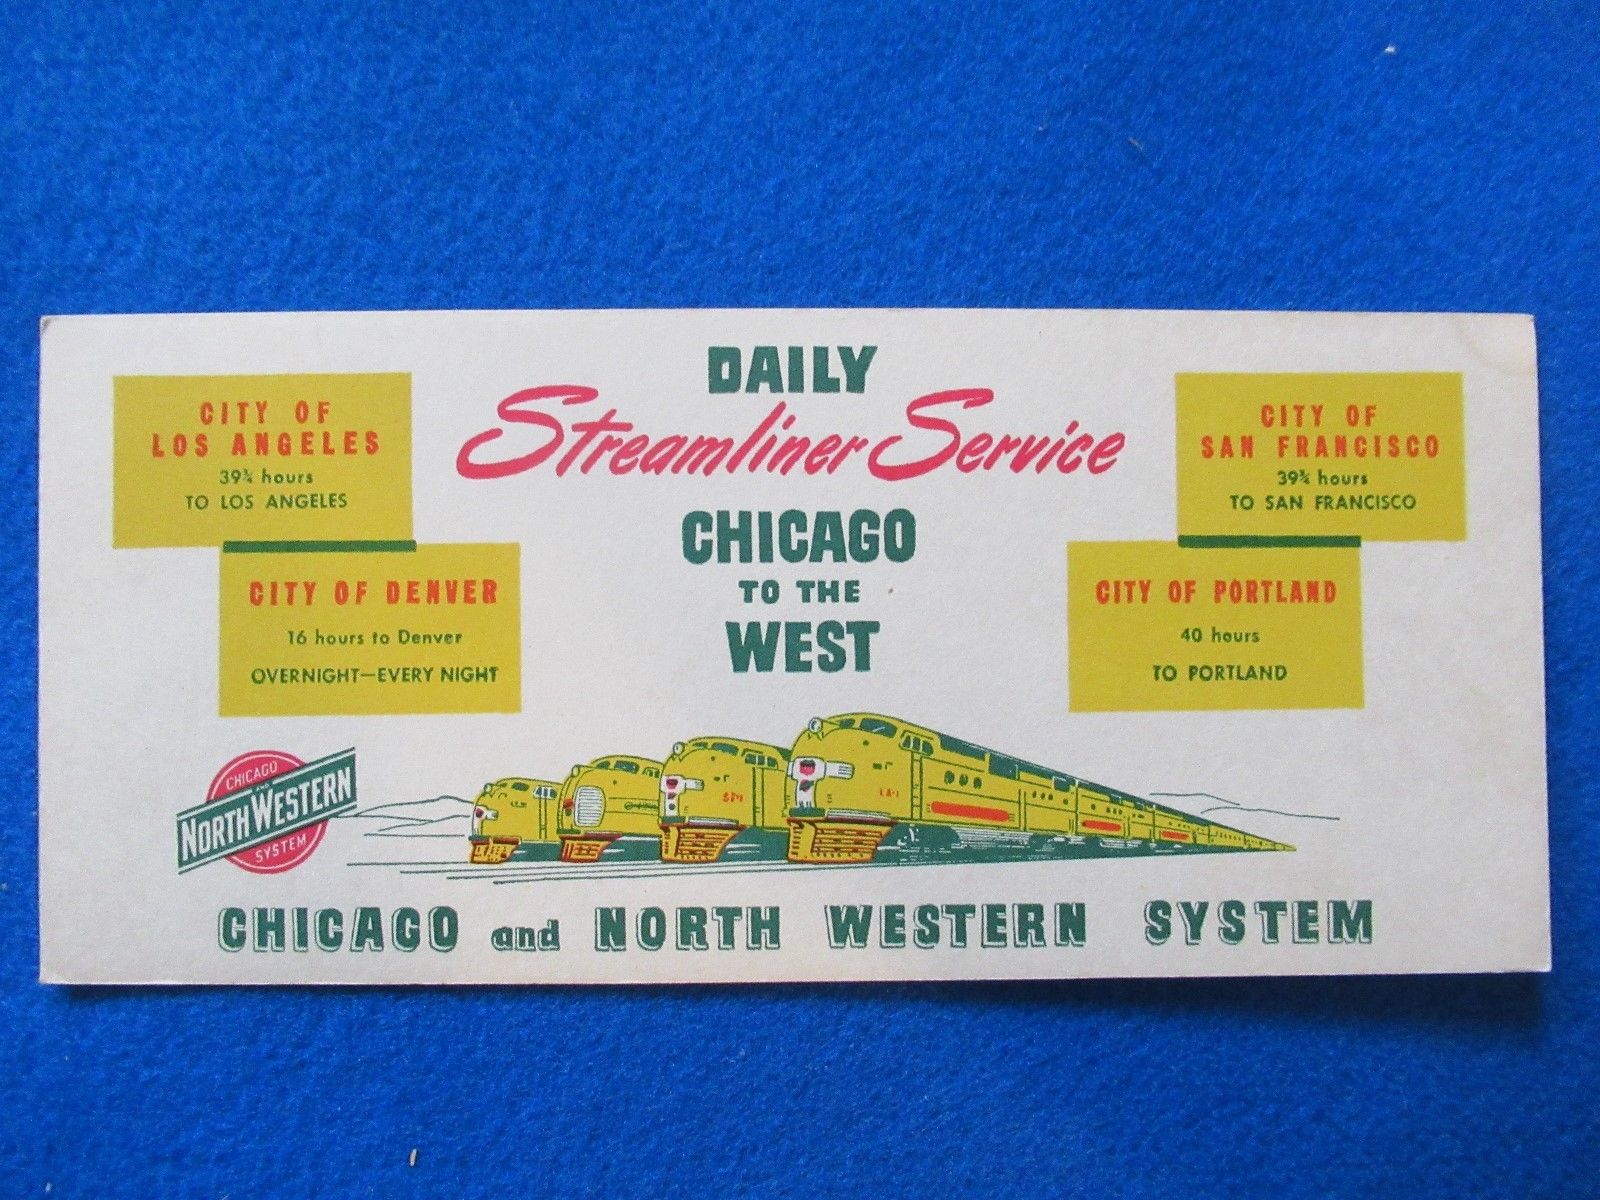 DAILY
Streamliner Service
CHICAGO
TO THE
WEST
CITY OF
LOS ANGELES
39¾ hours
TO LOS ANGELES
CITY OF DENVER
16 hours to Denver
OVERNIGHT—EVERY NIGHT
CITY OF
SAN FRANCISCO
39¾ hours
TO SAN FRANCISCO
CITY OF PORTLAND
40 hours
TO PORTLAND
CHICAGO
AND
NORTH WESTERN
SYSTEM
CHICAGO and NORTH WESTERN SYSTEM